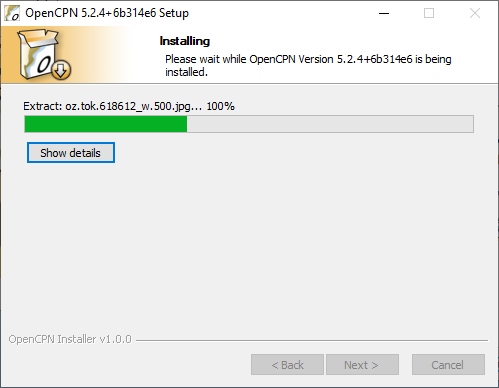 OpenCPN 5.2.4+6b314e6 Setup
Installing
Please wait while OpenCPN Version 5.2.4+6b314e6 is being
installed.
Extract: oz.tok.618612_w.500.jpg... 100%
Show details
OpenCPN Installer v1.0.0
< Back Next > Cancel